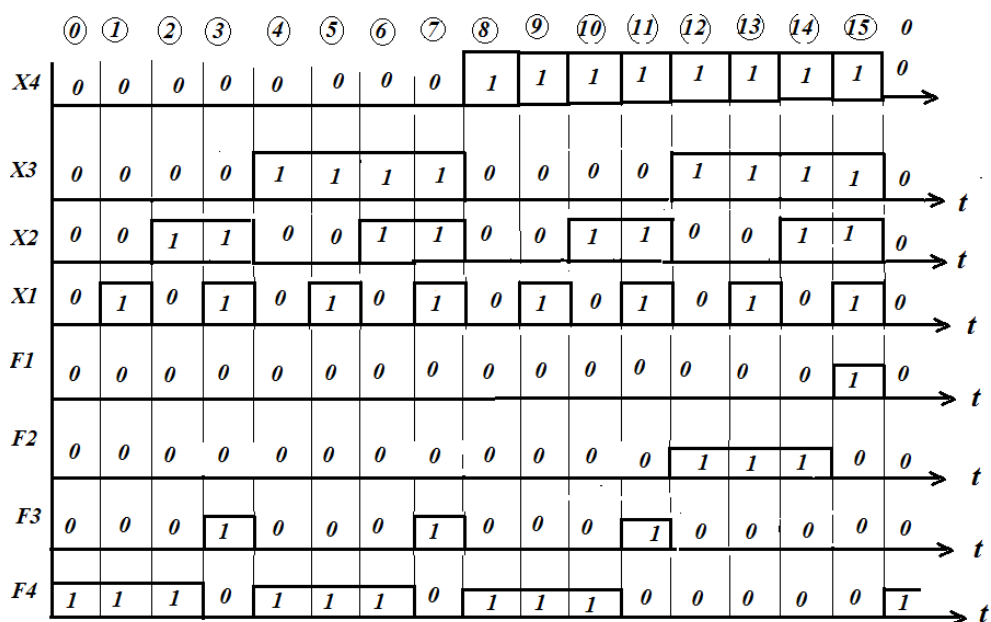 0 1 2 3 4 5 6 7 8 9 10 11 12 13 14 15 0
X4 0 0 0 0 0 0 0 0 1 1 1 1 1 1 1 1 0
X3 0 0 0 0 1 1 1 1 0 0 0 0 1 1 1 1 0 t
X2 0 0 1 1 0 0 1 1 0 0 1 1 0 0 1 1 0 t
X1 0 1 0 1 0 1 0 1 0 1 0 1 0 1 0 1 0 t
F1 0 0 0 0 0 0 0 0 0 0 0 0 0 0 0 1 0 t
F2 0 0 0 0 0 0 0 0 0 0 0 0 1 1 1 0 0 t
F3 0 0 0 1 0 0 0 1 0 0 0 1 0 0 0 0 0 t
F4 1 1 1 0 1 1 1 0 1 1 1 0 0 0 0 0 1 t